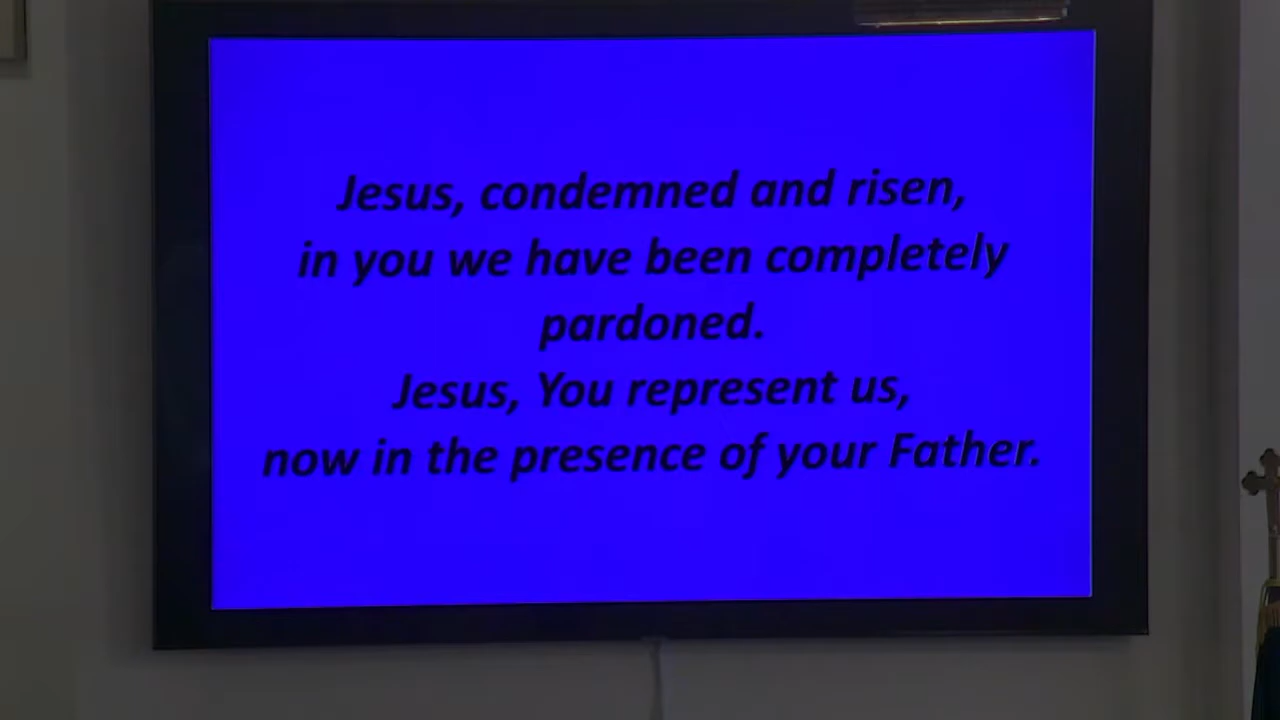 Jesus, condemned and risen,
in you we have been completely
pardoned.
Jesus, You represent us,
now in the presence of your Father.